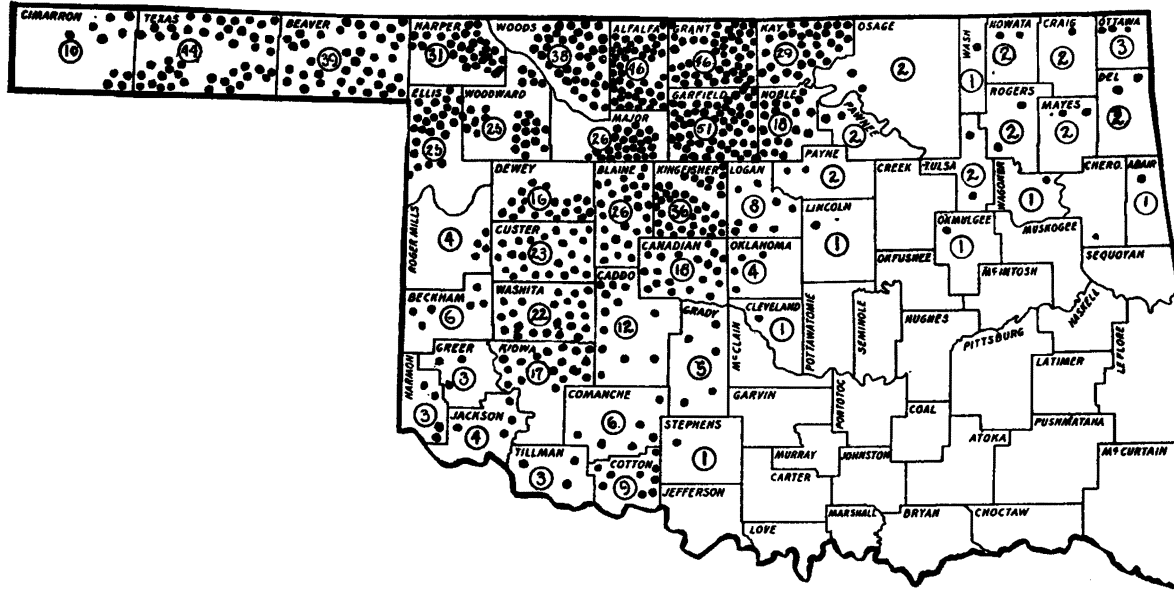 CIMARRON
10
TEXAS
44
BEAVER
39
HARPER
31
WOODS
38
ALFALFA
46
GRANT
46
KAY
29
OSAGE
2
WASH
1
NOWATA
2
CRAIG
2
OTTAWA
3
DEL
2
ELLIS
25
WOODWARD
25
MAJOR
26
GARFIELD
51
NOBLE
18
PAWNEE
2
ROGERS
2
MAYES
2
DEWEY
16
BLAINE
26
KINGFISHER
36
LOGAN
8
PAYNE
2
CREEK
TULSA
2
WAGONER
1
CHERO.
ADAIR
1
ROGER MILLS
4
CUSTER
23
CANADIAN
18
OKLAHOMA
4
LINCOLN
1
OKMULGEE
1
MUSKOGEE
SEQUOYAH
BECKHAM
6
WASHITA
22
CADDO
12
GRADY
5
McCLAIN
CLEVELAND
1
POTTAWATOMIE
SEMINOLE
OKFUSKEE
HUGHES
McINTOSH
PITTSBURG
HASKELL
LATIMER
LEFLORE
HARMON
3
GREER
3
KIOWA
17
JACKSON
4
COMANCHE
6
STEPHENS
1
GARVIN
PONTOTOC
COAL
ATOKA
PUSHMATAHA
McCURTAIN
TILLMAN
3
COTTON
9
JEFFERSON
MURRAY
CARTER
JOHNSTON
LOVE
MARSHALL
BRYAN
CHOCTAW